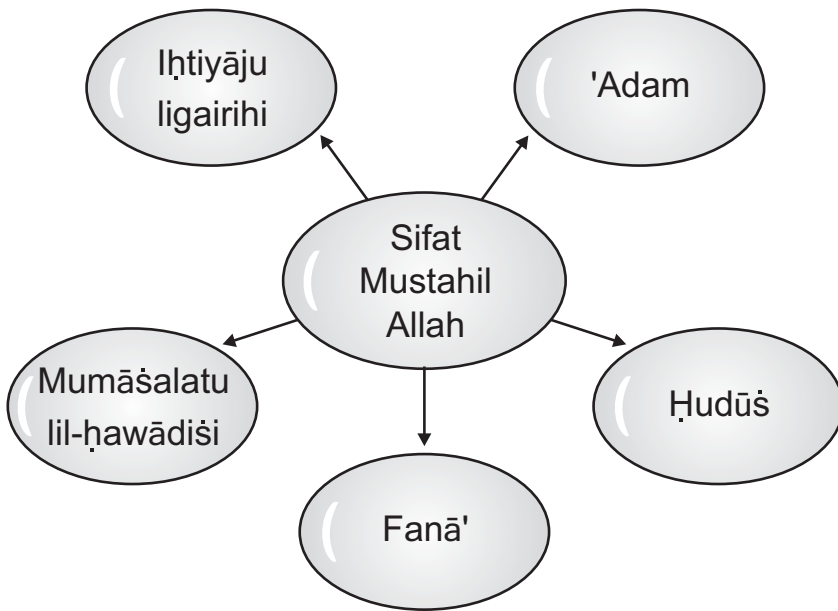 Iḥtiyāju
ligairihi
'Adam
Sifat
Mustahil
Allah
Mumāṡalatu
lil-ḥawādiṡi
Ḥudūṡ
Fanā'